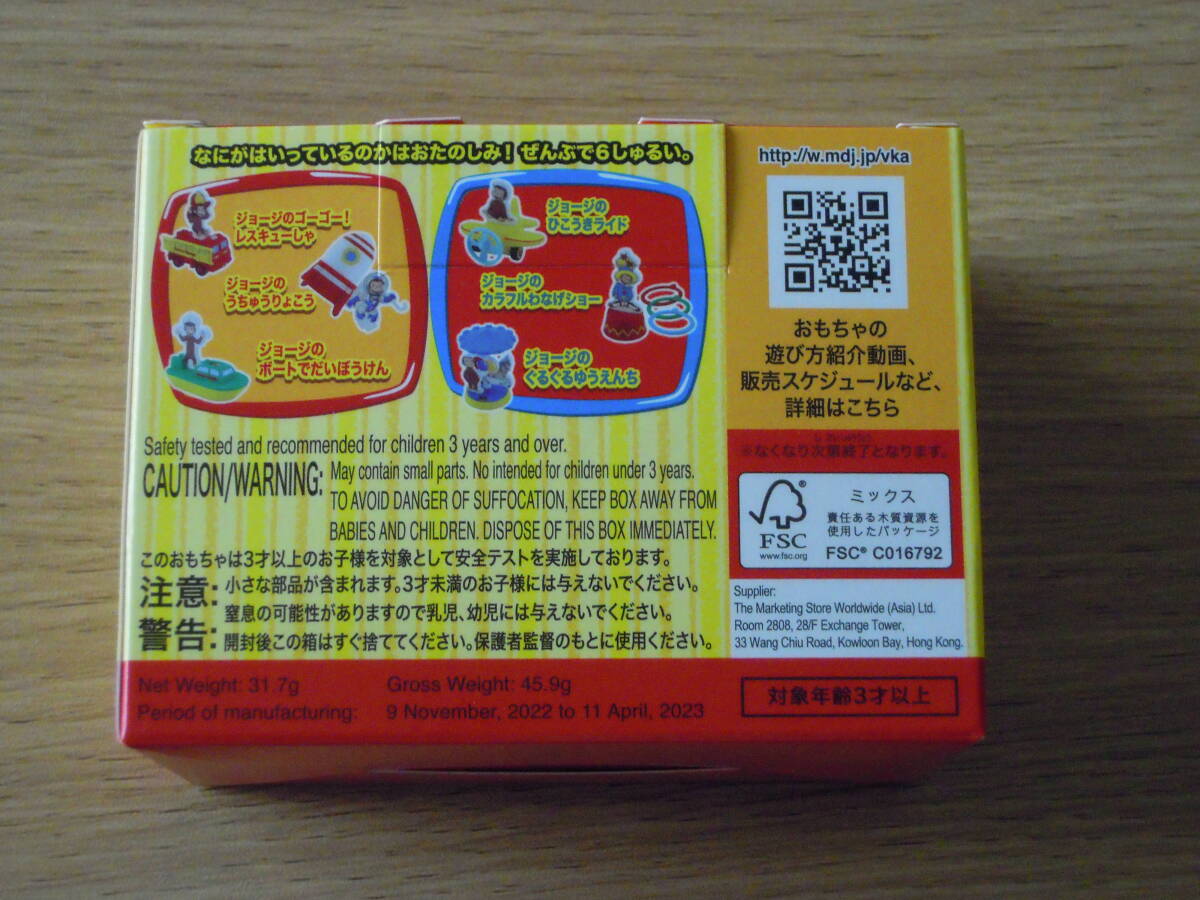 なにがはいっているのかはおたのしみ！ぜんぶで6しゅるい。
ジョージのゴーゴー！
レスキューしゃ
ジョージの
うちゅうりょこう
ジョージの
ボートでだいぼうけん
ジョージの
ひこうきライド
ジョージの
カラフルわなげショー
ジョージの
ぐるぐるゆうえんち
Safety tested and recommended for children 3 years and over.
CAUTION/WARNING: May contain small parts. No intended for children under 3 years.
TO AVOID DANGER OF SUFFOCATION, KEEP BOX AWAY FROM
BABIES AND CHILDREN. DISPOSE OF THIS BOX IMMEDIATELY.
このおもちゃは3才以上のお子様を対象として安全テストを実施しております。
注意: 小さな部品が含まれます。3才未満のお子様には与えないでください。
窒息の可能性がありますので乳児、幼児には与えないでください。
警告: 開封後この箱はすぐ捨ててください。保護者監督のもとに使用ください。
Net Weight: 31.7g Gross Weight: 45.9g
Period of manufacturing: 9 November, 2022 to 11 April, 2023
http://w.mdj.jp/vka
おもちゃの
遊び方紹介動画、
販売スケジュールなど、
詳細はこちら
※なくなり次第終了となります。
FSC
www.fsc.org
ミックス
責任ある木質資源を
使用したパッケージ
FSC® C016792
Supplier:
The Marketing Store Worldwide (Asia) Ltd.
Room 2808, 28/F Exchange Tower,
33 Wang Chiu Road, Kowloon Bay, Hong Kong.
対象年齢3才以上